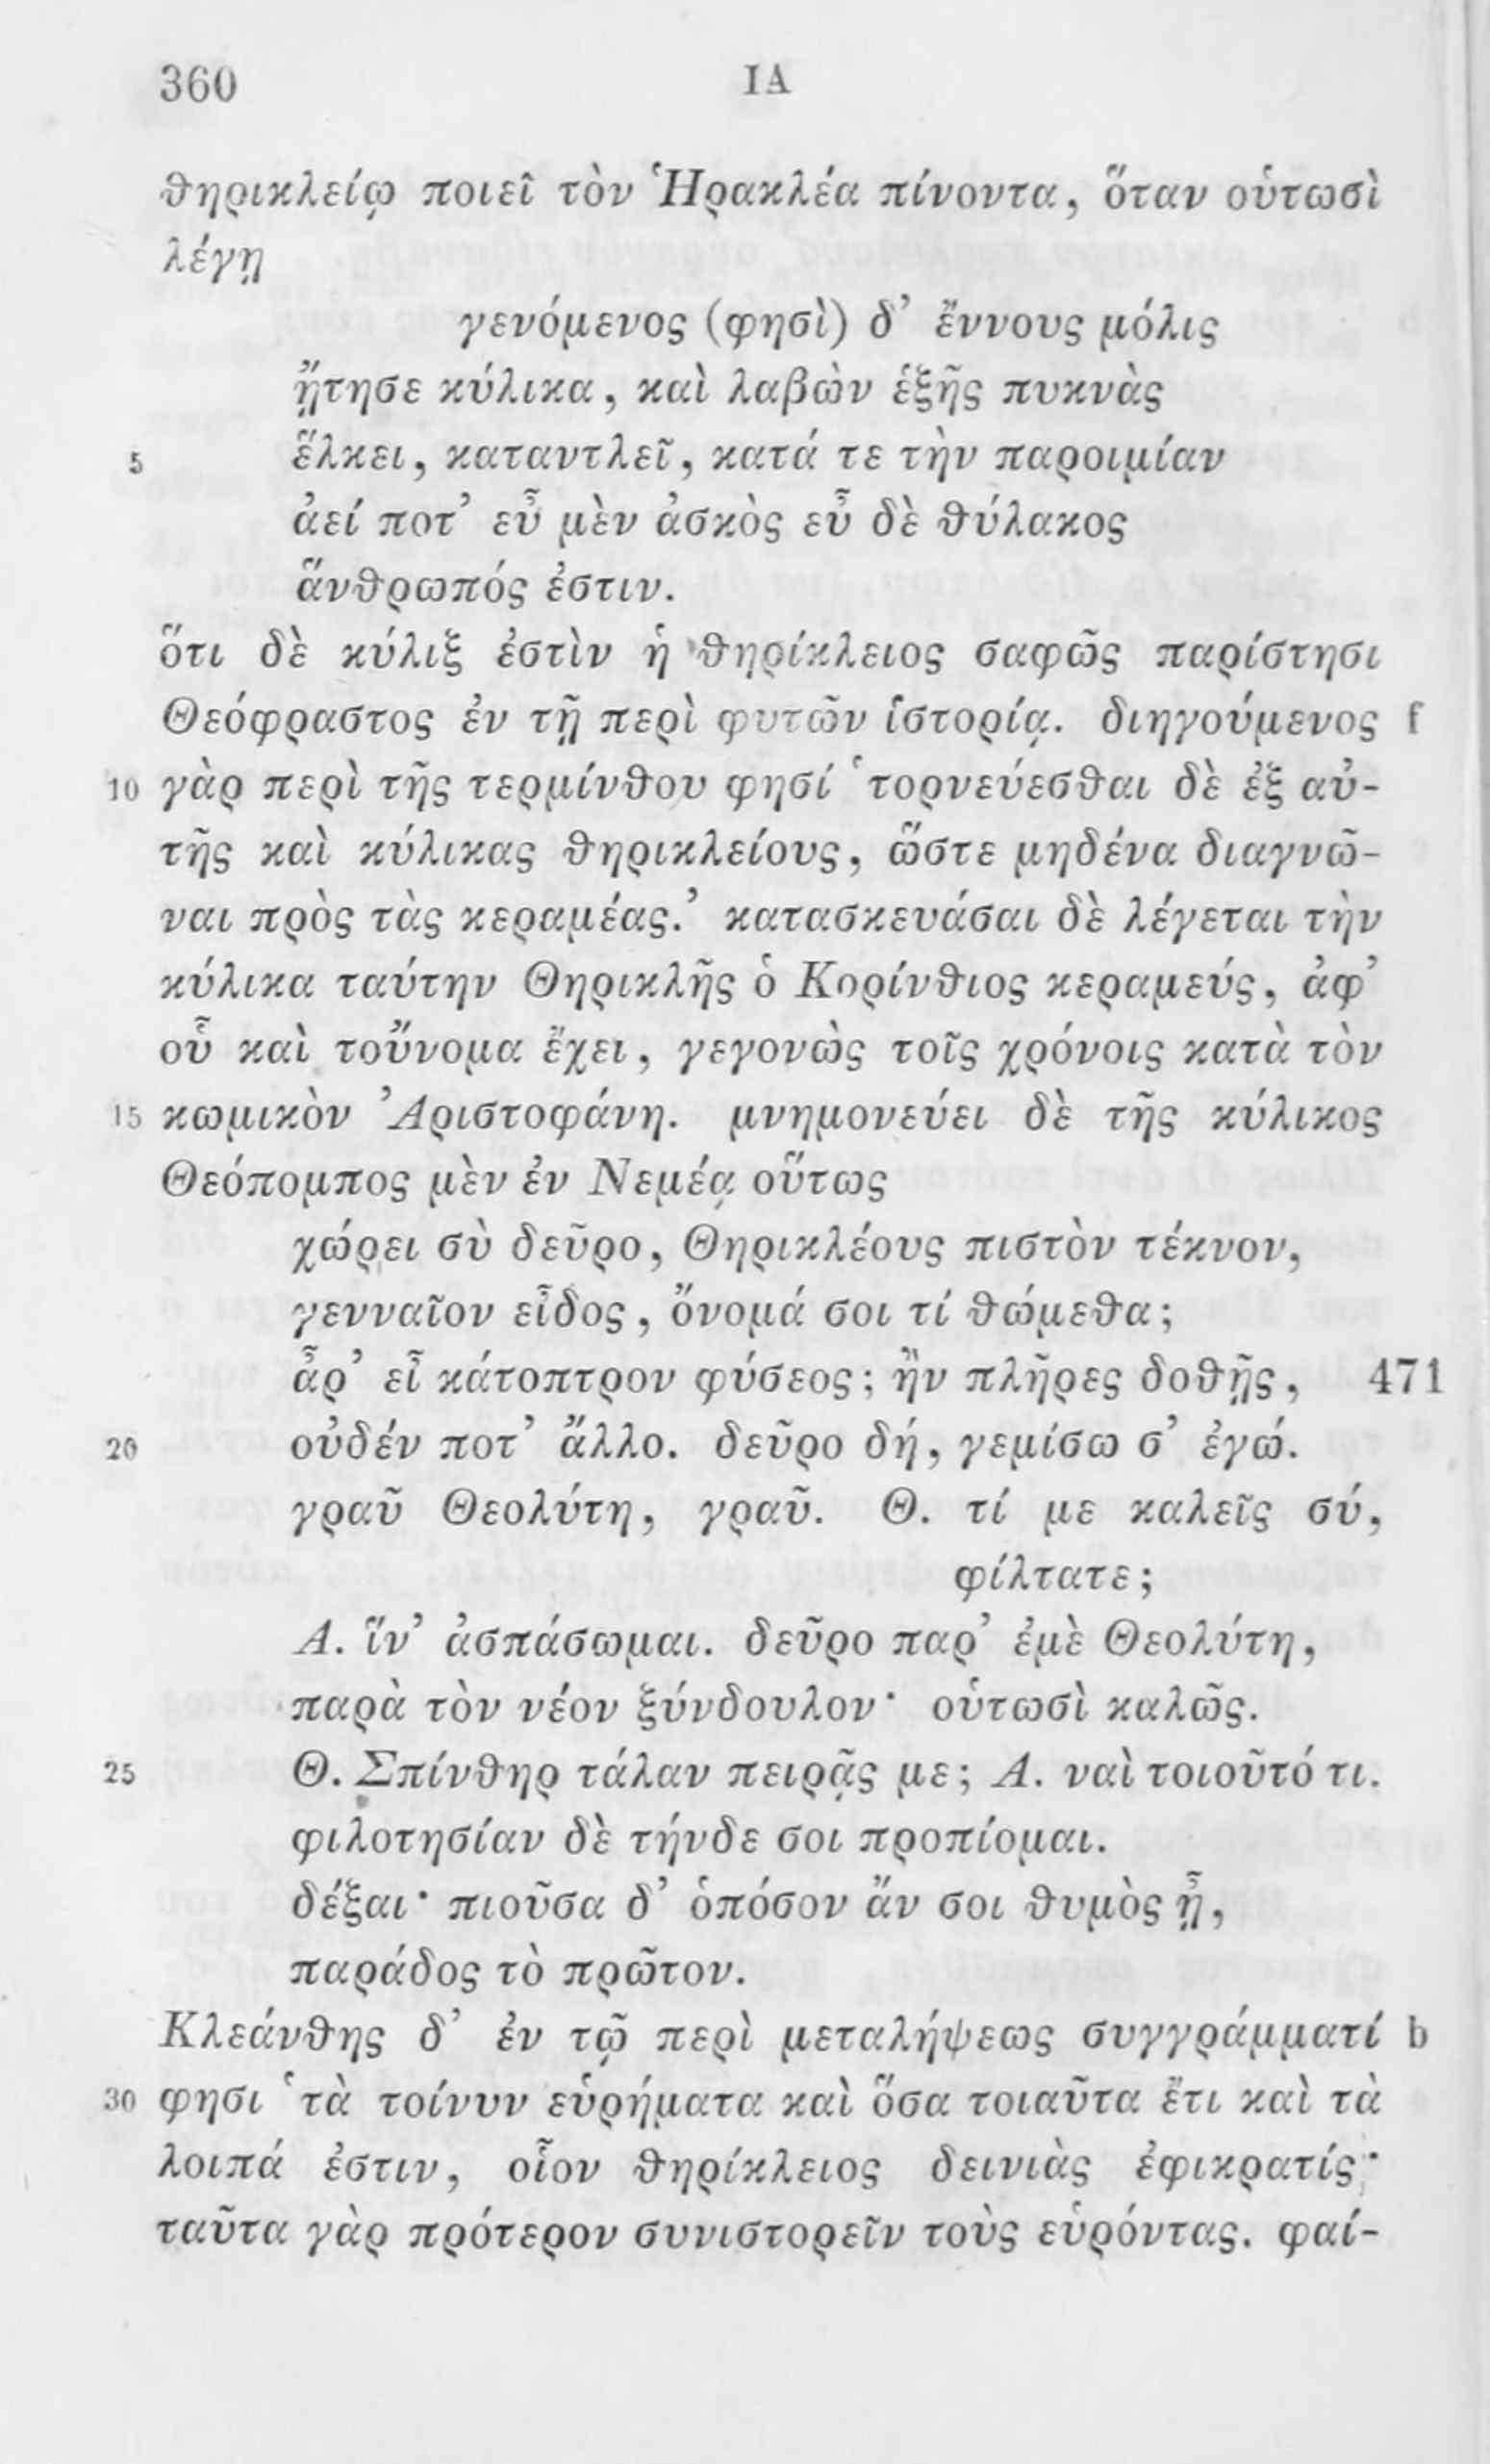 360 ΙΑ
θηρικλείῳ ποιεῖ τὸν Ἡρακλέα πίνοντα, ὅταν οὑτωσὶ
λέγῃ
γενόμενος (φησὶ) δ’ ἔννους μόλις
ᾔτησε κύλικα, καὶ λαβὼν ἑξῆς πυκνὰς
5 ἕλκει, καταντλεῖ, κατά τε τὴν παροιμίαν
ἀεί ποτ’ εὖ μὲν ἀσκὸς εὖ δὲ θύλακος
ἅνθρωπός ἐστιν.
ὅτι δὲ κύλιξ ἐστὶν ἡ θηρίκλειος σαφῶς παρίστησι
Θεόφραστος ἐν τῇ περὶ φυτῶν ἱστορίᾳ. διηγούμενος f
10 γὰρ περὶ τῆς τερμίνθου φησί ‘τορνεύεσθαι δὲ ἐξ αὐ-
τῆς καὶ κύλικας θηρικλείους, ὥστε μηδένα διαγνῶ-
ναι πρὸς τὰς κεραμέας.’ κατασκευάσαι δὲ λέγεται τὴν
κύλικα ταύτην Θηρικλῆς ὁ Κορίνθιος κεραμεύς, ἀφ’
οὗ καὶ τοὔνομα ἔχει, γεγονὼς τοῖς χρόνοις κατὰ τὸν
15 κωμικὸν Ἀριστοφάνη. μνημονεύει δὲ τῆς κύλικος
Θεόπομπος μὲν ἐν Νεμέᾳ οὕτως
χώρει σὺ δεῦρο, Θηρικλέους πιστὸν τέκνον,
γενναῖον εἶδος, ὄνομά σοι τί θώμεθα;
ἆρ’ εἶ κάτοπτρον φύσεος; ἢν πλῆρες δοθῇς, 471
20 οὐδέν ποτ’ ἄλλο. δεῦρο δή, γεμίσω σ’ ἐγώ.
γραῦ Θεολύτη, γραῦ. Θ. τί με καλεῖς σύ,
φίλτατε;
Α. ἵν’ ἀσπάσωμαι. δεῦρο παρ’ ἐμὲ Θεολύτη,
παρὰ τὸν νέον ξύνδουλον· οὑτωσὶ καλῶς.
25 Θ. Σπίνθηρ τάλαν πειρᾷς με; Α. ναὶ τοιοῦτό τι.
φιλοτησίαν δὲ τήνδε σοι προπίομαι.
δέξαι· πιοῦσα δ’ ὁπόσον ἄν σοι θυμὸς ᾖ,
παράδος τὸ πρῶτον.
Κλεάνθης δ’ ἐν τῷ περὶ μεταλήψεως συγγράμματί b
30 φησι ‘τὰ τοίνυν εὑρήματα καὶ ὅσα τοιαῦτα ἔτι καὶ τὰ
λοιπά ἐστιν, οἷον θηρίκλειος δεινιὰς ἐφικρατίς·
ταῦτα γὰρ πρότερον συνιστορεῖν τοὺς εὑρόντας. φαί-